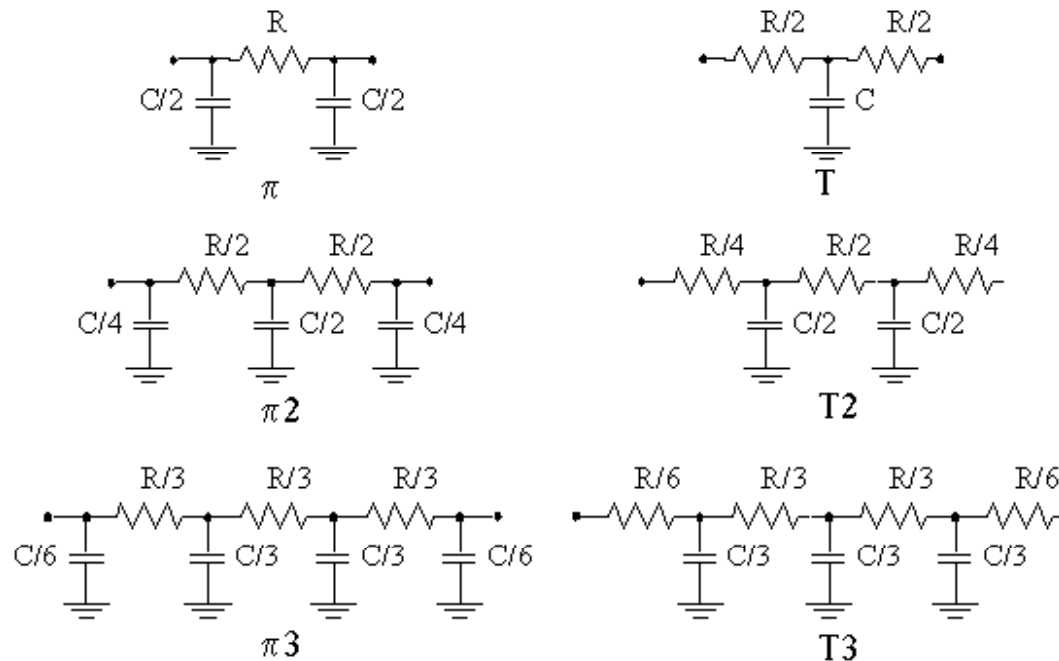 R
C/2 C/2
π
R/2 R/2
C
T
R/2 R/2
C/4 C/2 C/4
π2
R/4 R/2 R/4
C/2 C/2
T2
R/3 R/3 R/3
C/6 C/3 C/3 C/6
π3
R/6 R/3 R/3 R/6
C/3 C/3 C/3
T3